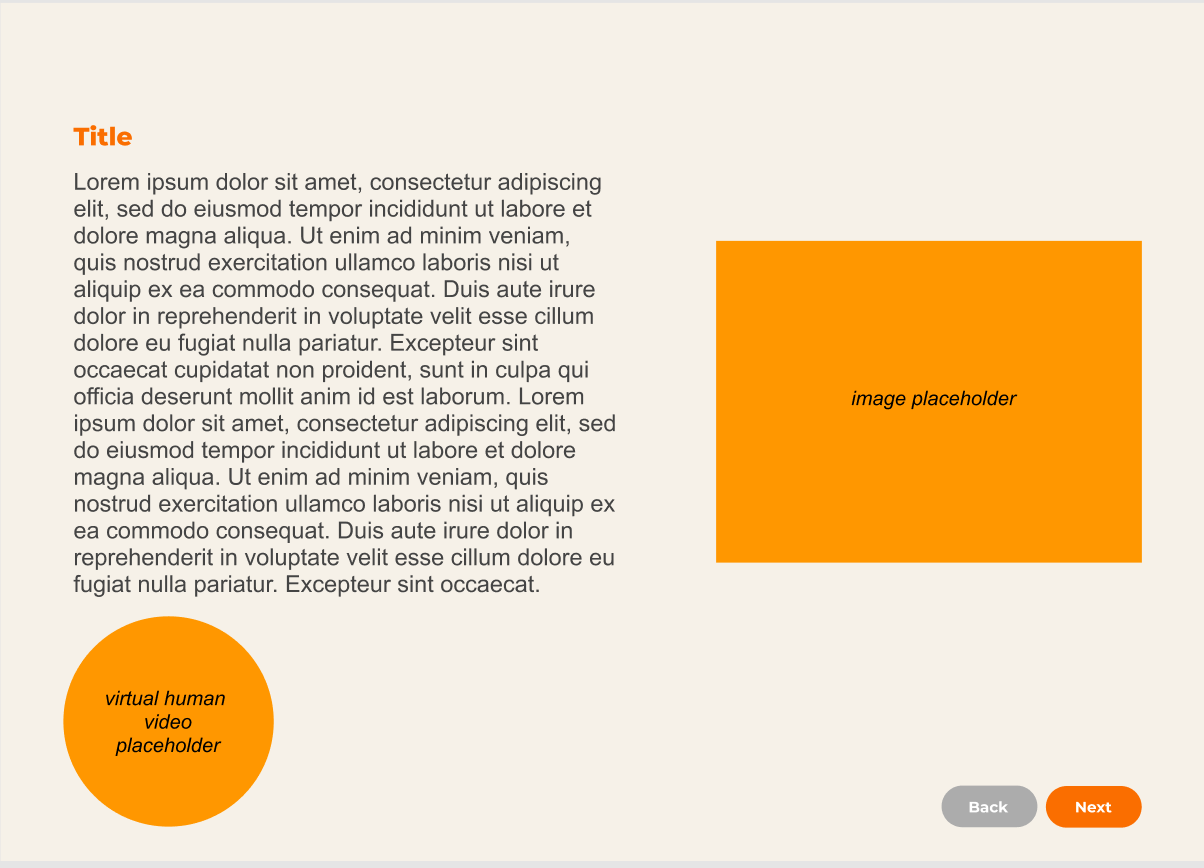 Title
Lorem ipsum dolor sit amet, consectetur adipiscing
elit, sed do eiusmod tempor incididunt ut labore et
dolore magna aliqua. Ut enim ad minim veniam,
quis nostrud exercitation ullamco laboris nisi ut
aliquip ex ea commodo consequat. Duis aute irure
dolor in reprehenderit in voluptate velit esse cillum
dolore eu fugiat nulla pariatur. Excepteur sint
occaecat cupidatat non proident, sunt in culpa qui
officia deserunt mollit anim id est laborum. Lorem
ipsum dolor sit amet, consectetur adipiscing elit, sed
do eiusmod tempor incididunt ut labore et dolore
magna aliqua. Ut enim ad minim veniam, quis
nostrud exercitation ullamco laboris nisi ut aliquip ex
ea commodo consequat. Duis aute irure dolor in
reprehenderit in voluptate velit esse cillum dolore eu
fugiat nulla pariatur. Excepteur sint occaecat.
image placeholder
virtual human
video
placeholder
Back
Next